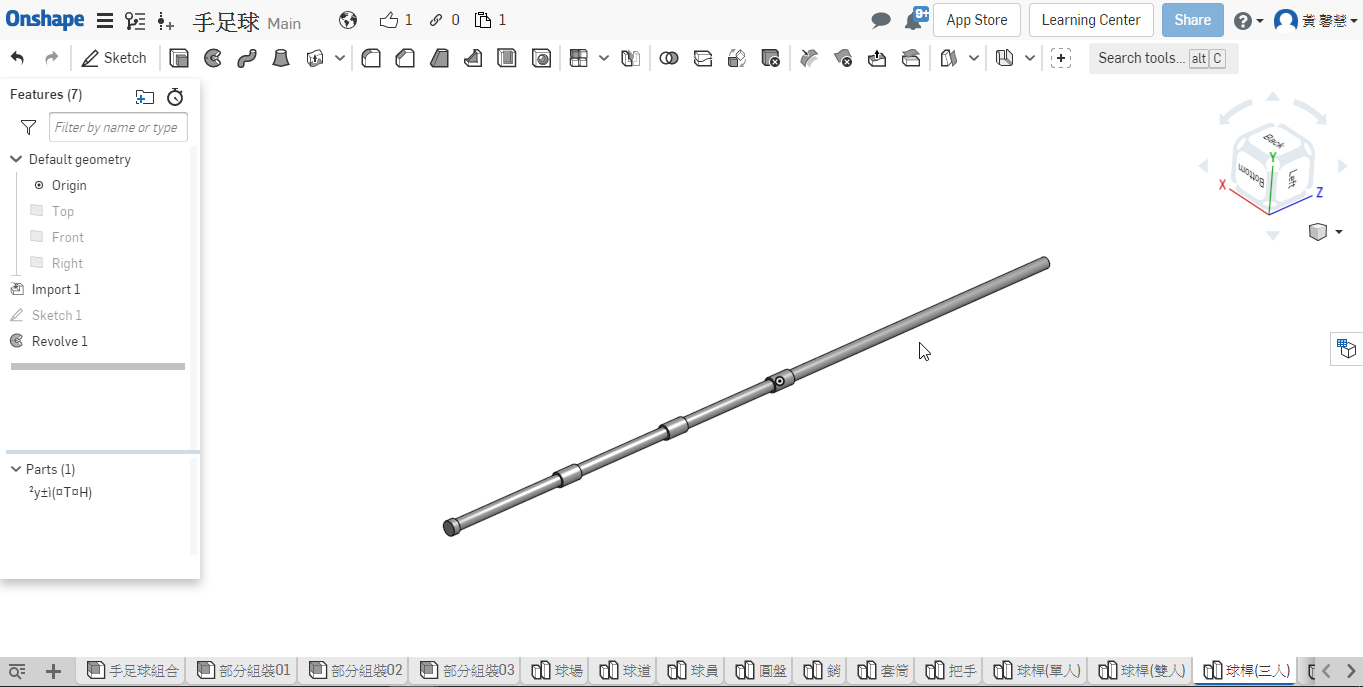 Onshape 手足球 Main 1 0 1 9+ App Store Learning Center Share 黃 馨慧
Sketch Search tools... alt C
Features (7)
Filter by name or type
Default geometry
Origin
Top
Front
Right
Import 1
Sketch 1
Revolve 1
Parts (1)
²y±ì(¤T¤H)
Back
Bottom
Left
X
Y
Z
手足球組合 部分組裝01 部分組裝02 部分組裝03 球場 球道 球員 圓盤 銷 套筒 把手 球桿(單人) 球桿(雙人) 球桿(三人)